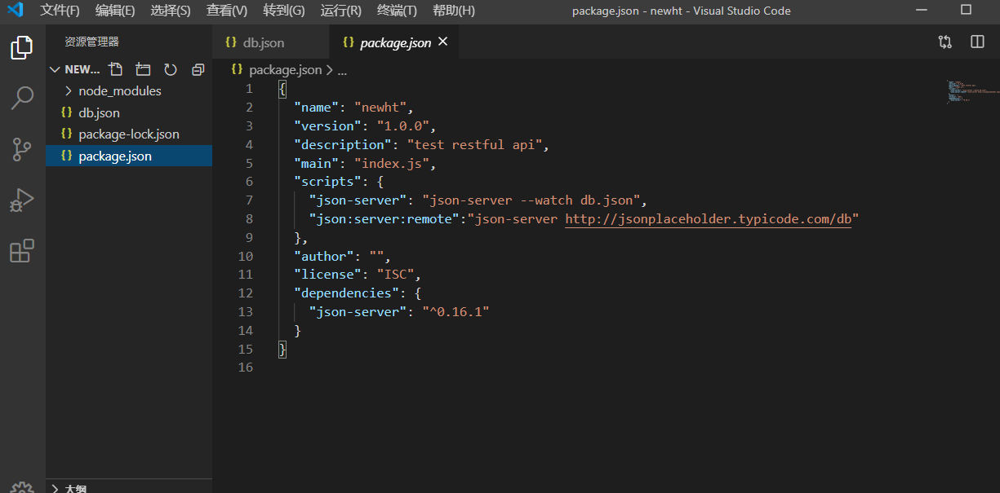 文件(F) 编辑(E) 选择(S) 查看(V) 转到(G) 运行(R) 终端(T) 帮助(H) package.json - newht - Visual Studio Code
资源管理器
NEW...
node_modules
db.json
package-lock.json
package.json
大纲
db.json package.json
package.json > ...
1 {
2 "name": "newht",
3 "version": "1.0.0",
4 "description": "test restful api",
5 "main": "index.js",
6 "scripts": {
7 "json-server": "json-server --watch db.json",
8 "json:server:remote":"json-server http://jsonplaceholder.typicode.com/db"
9 },
10 "author": "",
11 "license": "ISC",
12 "dependencies": {
13 "json-server": "^0.16.1"
14 }
15 }
16